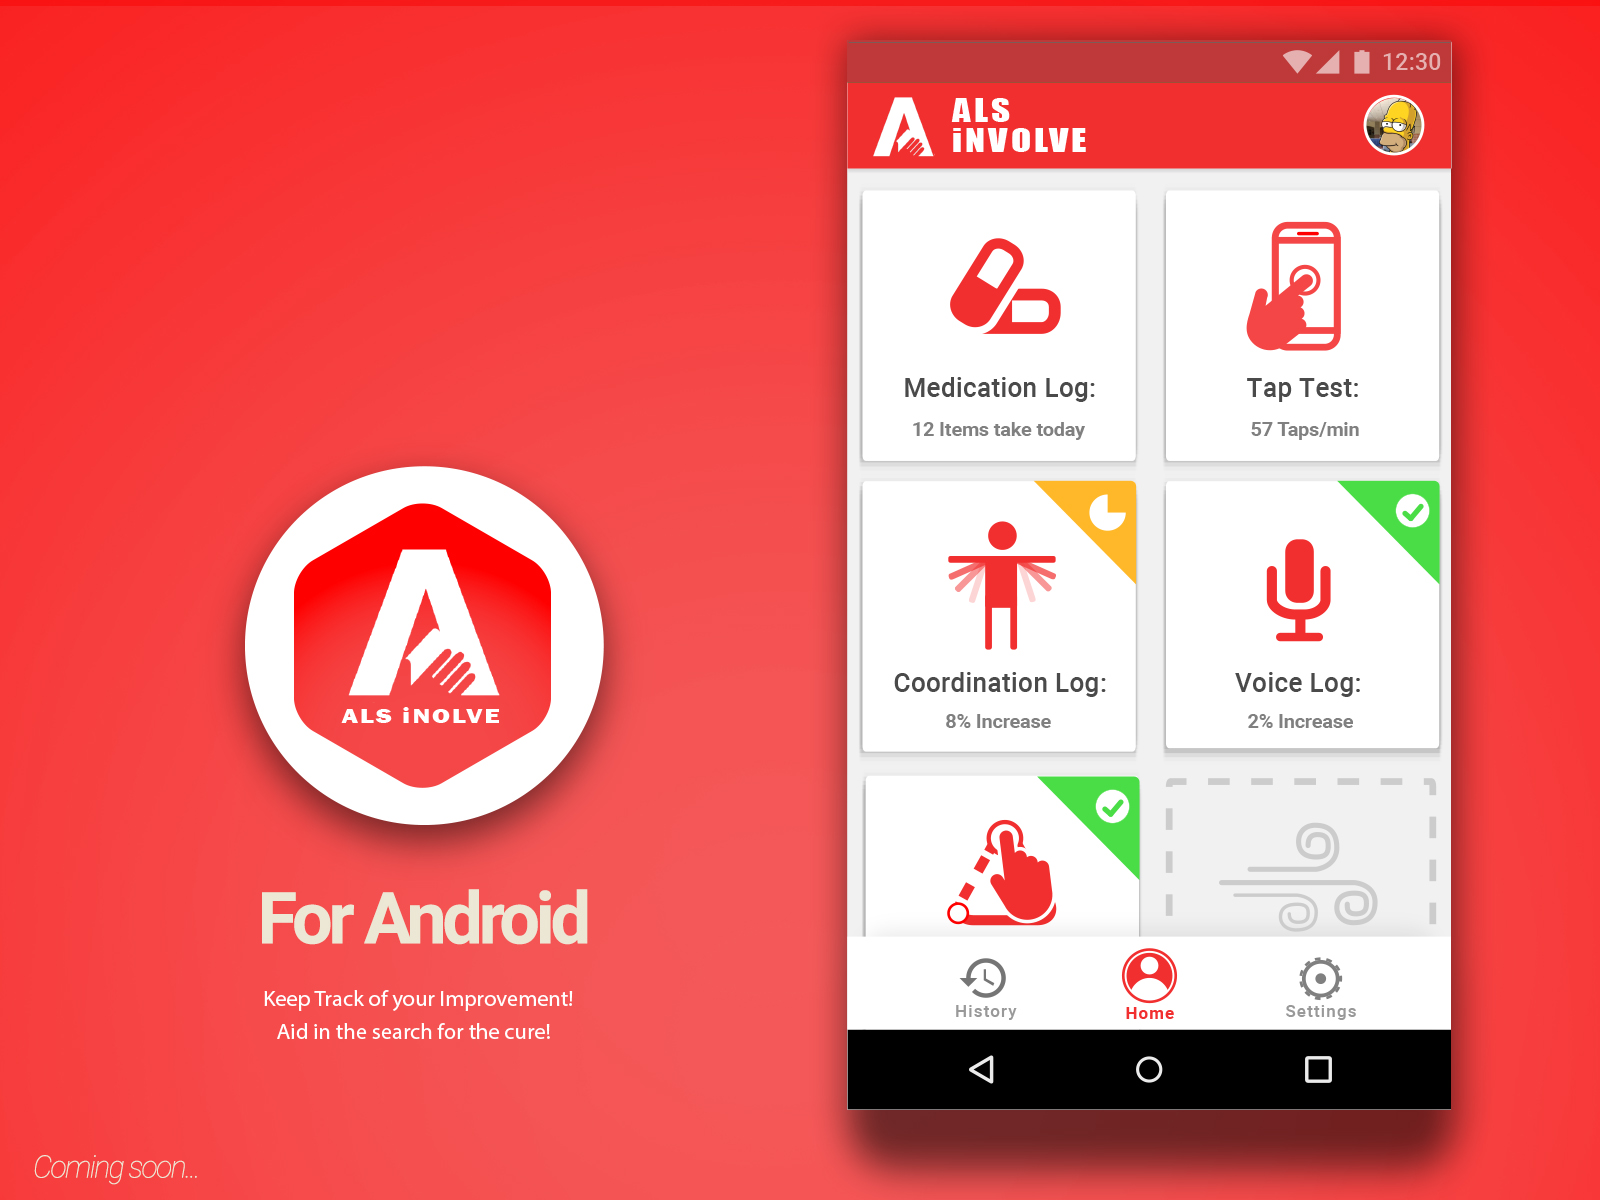 12:30
ALS
iNVOLVE
Medication Log:
12 Items take today
Tap Test:
57 Taps/min
Coordination Log:
8% Increase
Voice Log:
2% Increase
History
Home
Settings
ALS iNOLVE
For Android
Keep Track of your Improvement!
Aid in the search for the cure!
Coming soon...